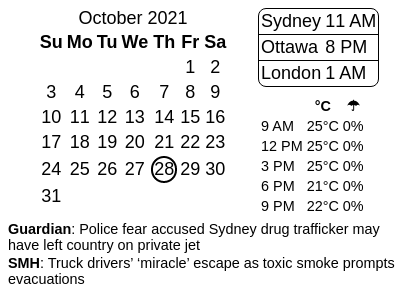 October 2021
Su Mo Tu We Th Fr Sa
1 2
3 4 5 6 7 8 9
10 11 12 13 14 15 16
17 18 19 20 21 22 23
24 25 26 27 28 29 30
31
Sydney 11 AM
Ottawa 8 PM
London 1 AM
°C ☂
9 AM 25°C 0%
12 PM 25°C 0%
3 PM 25°C 0%
6 PM 21°C 0%
9 PM 22°C 0%
Guardian: Police fear accused Sydney drug trafficker may
have left country on private jet
SMH: Truck drivers’ ‘miracle’ escape as toxic smoke prompts
evacuations